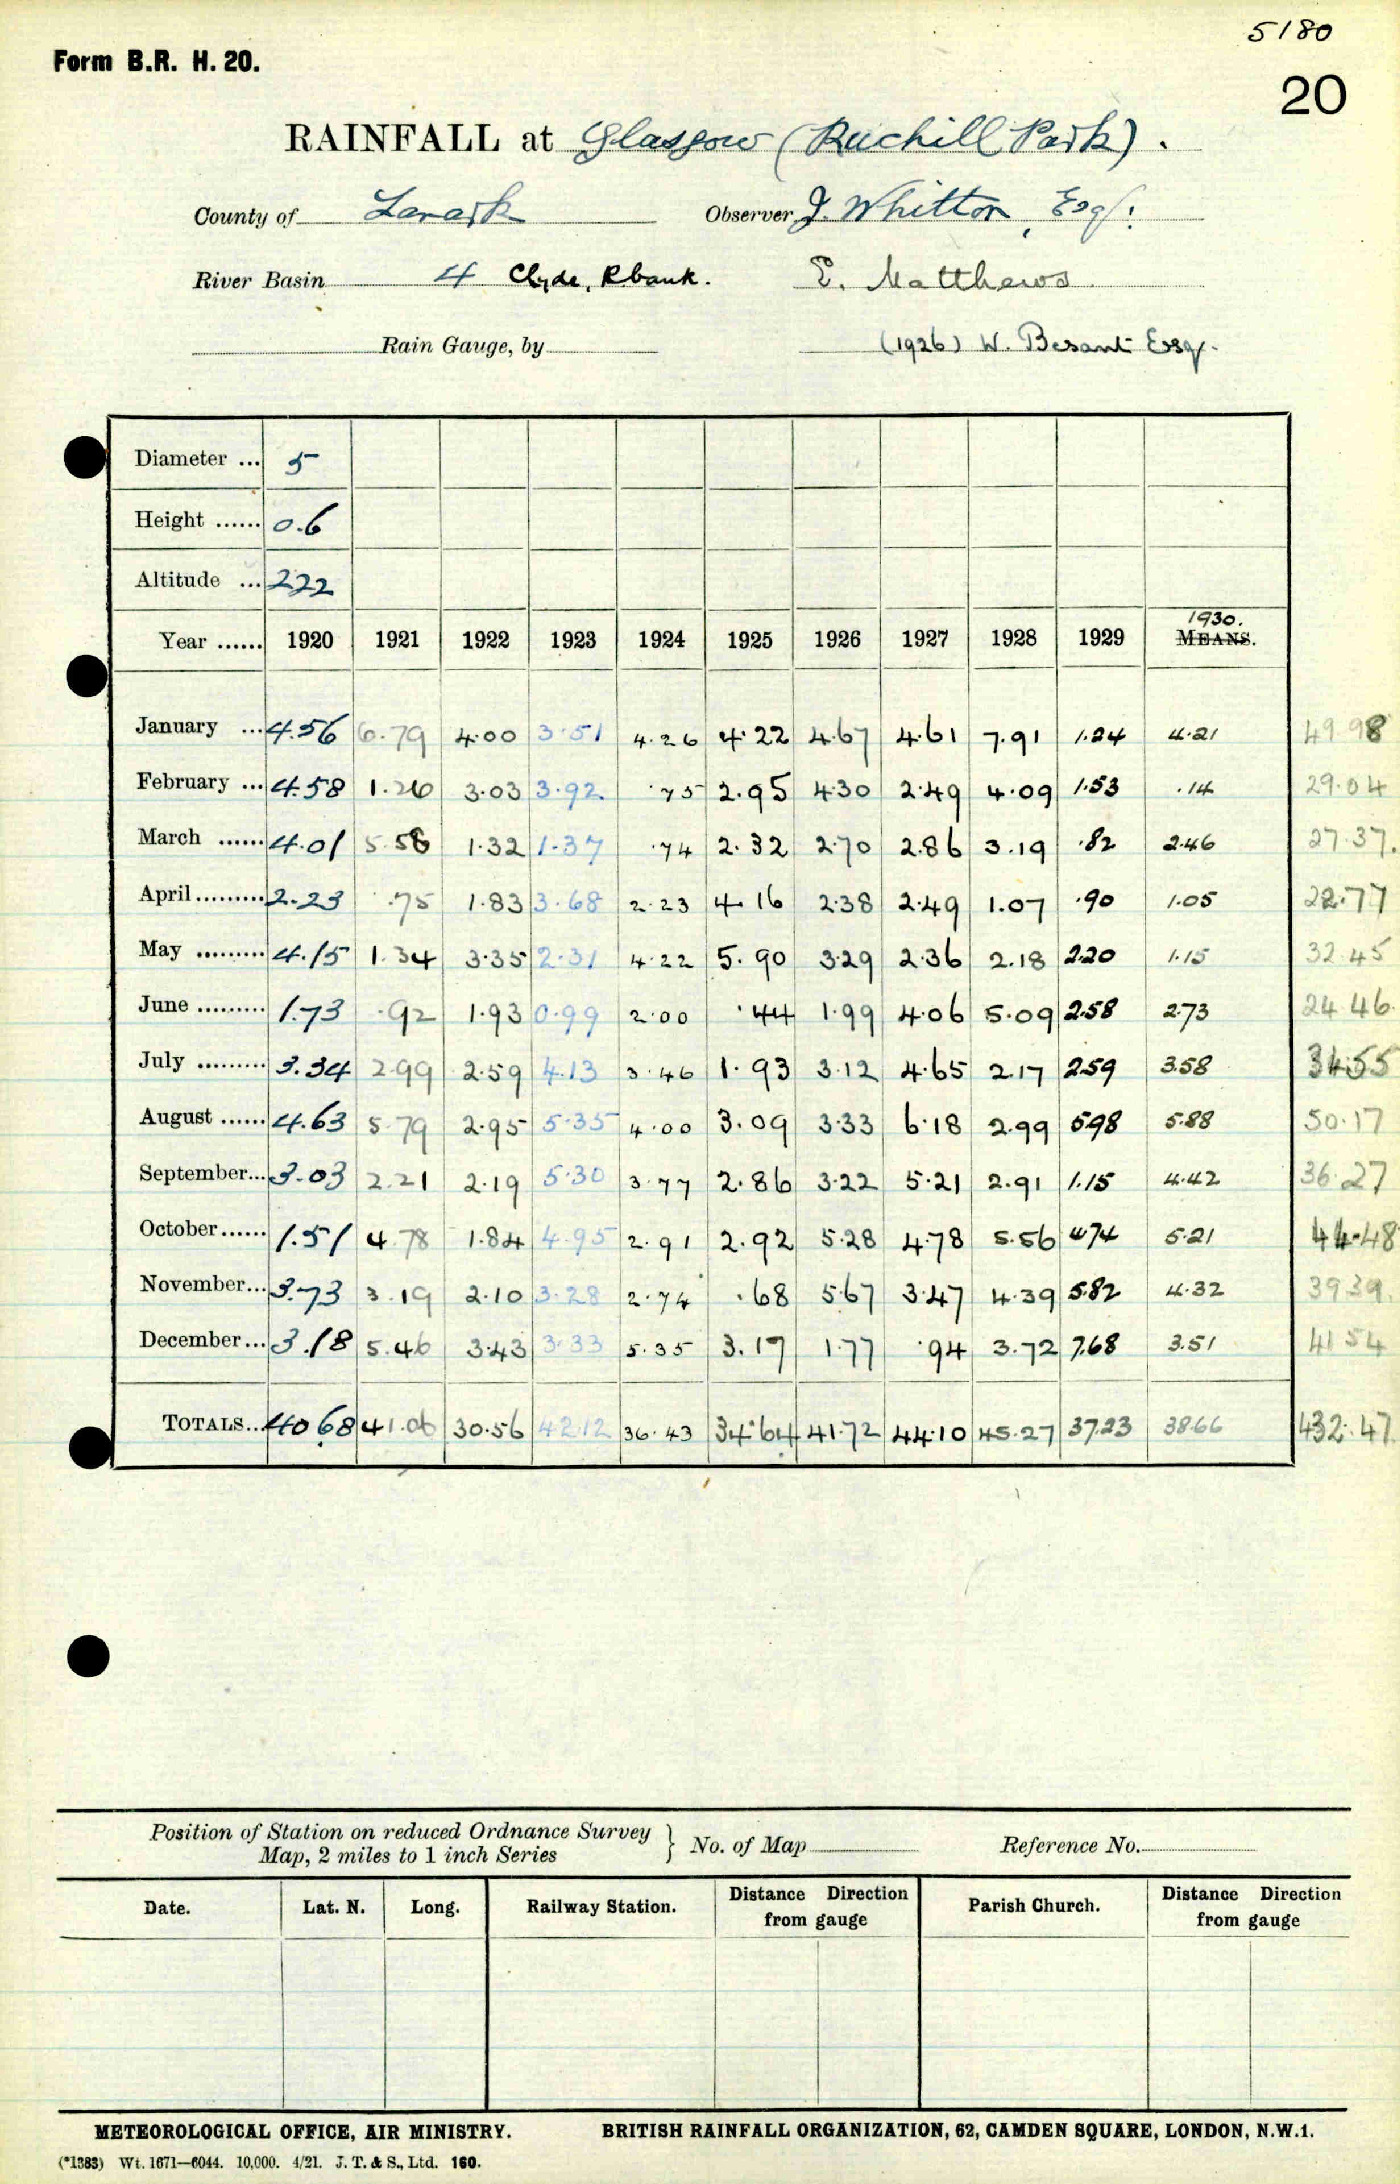 5180
Form B.R. H. 20.
20
RAINFALL at Glasgow (Ruchill Park).
County of Lanark Observer J. Whitton, Esq.
River Basin 4 Clyde, R bank. E. Matthews
Rain Gauge, by (1926) W. Besant Esq.
Diameter ... 5
Height ...... 0.6
Altitude ... 222
1930.
Year ...... 1920 1921 1922 1923 1924 1925 1926 1927 1928 1929 MEANS.
January ... 4.56 6.79 4.00 3.51 4.26 4.22 4.67 4.61 7.91 1.24 4.21 49.98
February ... 4.58 1.26 3.03 3.92 .75 2.95 4.30 2.49 4.09 1.53 .14 29.04
March ...... 4.01 5.58 1.32 1.37 .74 2.32 2.70 2.86 3.19 .82 2.46 27.37.
April ......... 2.23 .75 1.83 3.68 2.23 4.16 2.38 2.49 1.07 .90 1.05 22.77
May ......... 4.15 1.34 3.35 2.31 4.22 5.90 3.29 2.36 2.18 2.20 1.15 32.45
June ......... 1.73 .92 1.93 0.99 2.00 .44 1.99 4.06 5.09 2.58 2.73 24.46
July ......... 3.34 2.99 2.59 4.13 3.46 1.93 3.12 4.65 2.17 2.59 3.58 34.55
August ...... 4.63 5.79 2.95 5.35 4.00 3.09 3.33 6.18 2.99 5.98 5.88 50.17
September... 3.03 2.21 2.19 5.30 3.77 2.86 3.22 5.21 2.91 1.15 4.42 36.27
October...... 1.51 4.78 1.84 4.95 2.91 2.92 5.28 4.78 5.56 4.74 5.21 44.48
November... 3.73 3.19 2.10 3.28 2.74 .68 5.67 3.47 4.39 5.82 4.32 39.39
December... 3.18 5.46 3.43 3.33 5.35 3.17 1.77 .94 3.72 7.68 3.51 41.54
TOTALS... 40.68 41.06 30.56 42.12 36.43 34.64 41.72 44.10 45.27 37.23 38.66 432.47
Position of Station on reduced Ordnance Survey
Map, 2 miles to 1 inch Series } No. of Map Reference No.
Date. Lat. N. Long. Railway Station. Distance Direction from gauge Parish Church. Distance Direction from gauge
METEOROLOGICAL OFFICE, AIR MINISTRY. BRITISH RAINFALL ORGANIZATION, 62, CAMDEN SQUARE, LONDON, N.W.1.
(*1383) Wt. 1671—6044. 10,000. 4/21. J. T. & S., Ltd. 160.